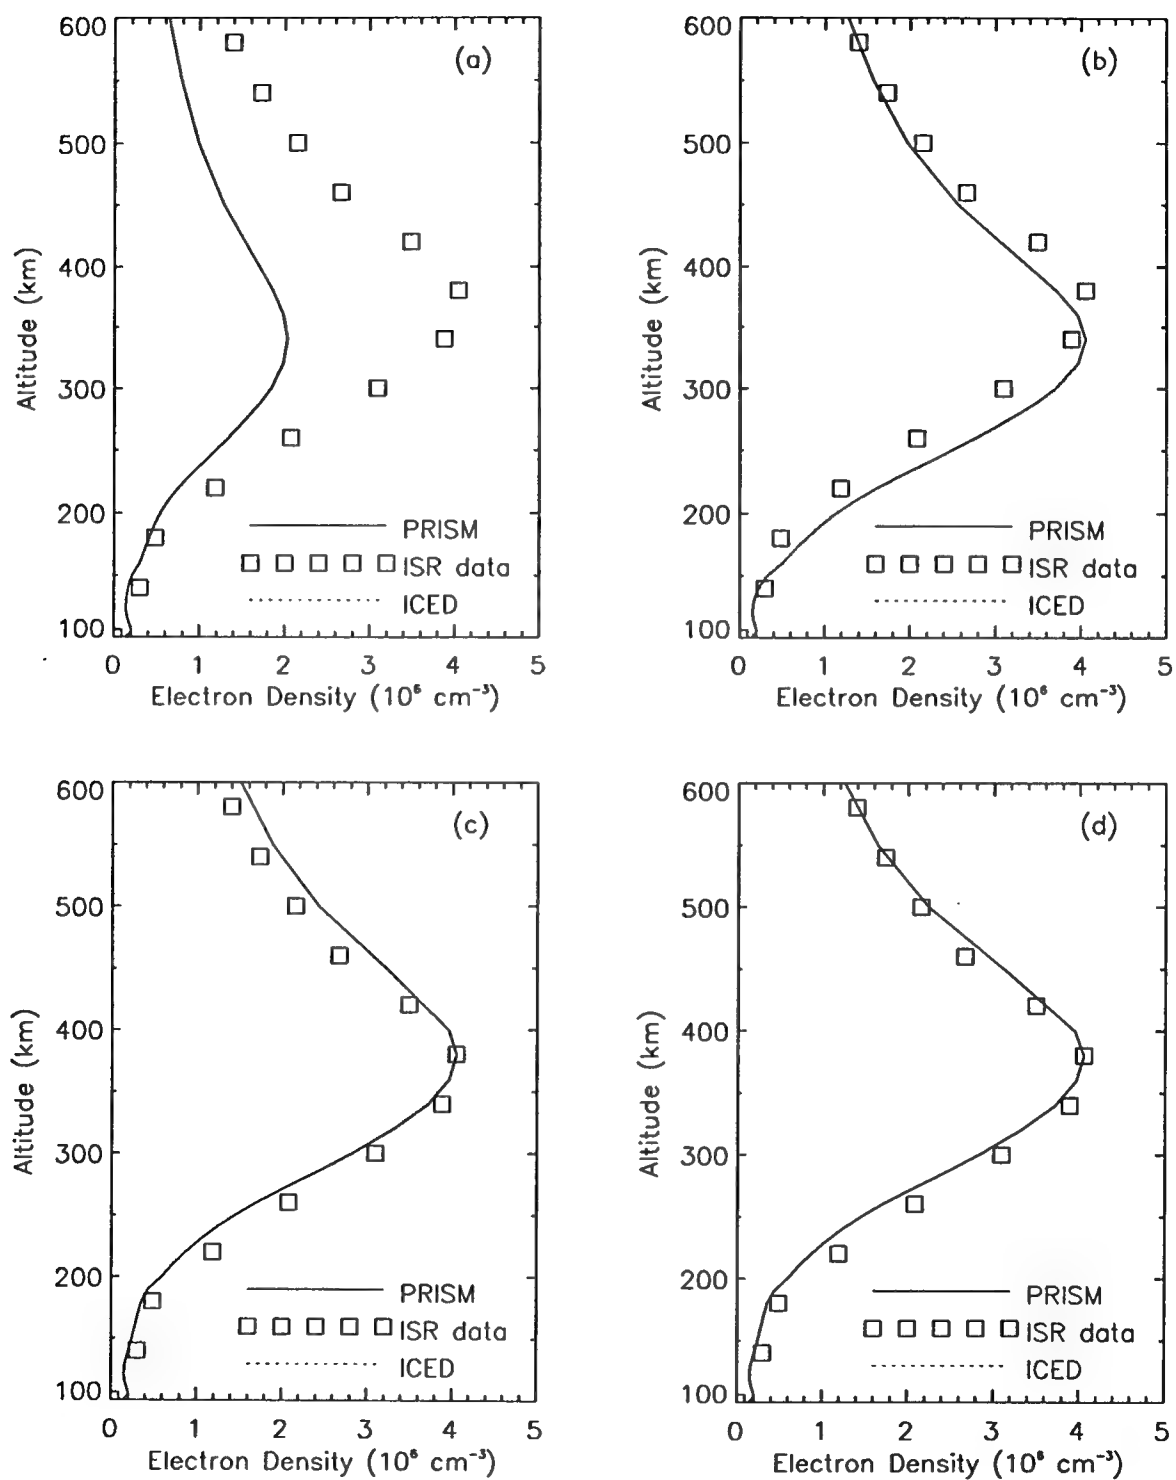 (a)
600
500
400
300
200
100
Altitude (km)
PRISM
ISR data
ICED
0 1 2 3 4 5
Electron Density (10⁶ cm⁻³)
(b)
600
500
400
300
200
100
Altitude (km)
PRISM
ISR data
ICED
0 1 2 3 4 5
Electron Density (10⁶ cm⁻³)
(c)
600
500
400
300
200
100
Altitude (km)
PRISM
ISR data
ICED
0 1 2 3 4 5
Electron Density (10⁶ cm⁻³)
(d)
600
500
400
300
200
100
Altitude (km)
PRISM
ISR data
ICED
0 1 2 3 4 5
Electron Density (10⁶ cm⁻³)